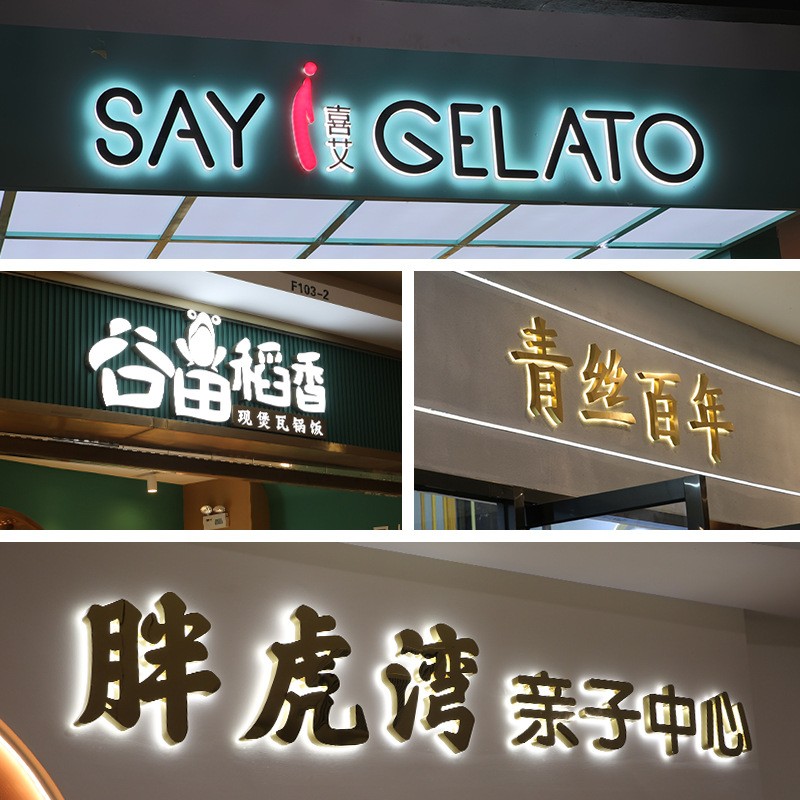 SAY i 喜艾 GELATO
F103-2
谷田稻香
现煲瓦锅饭
青丝百年
胖虎湾 亲子中心